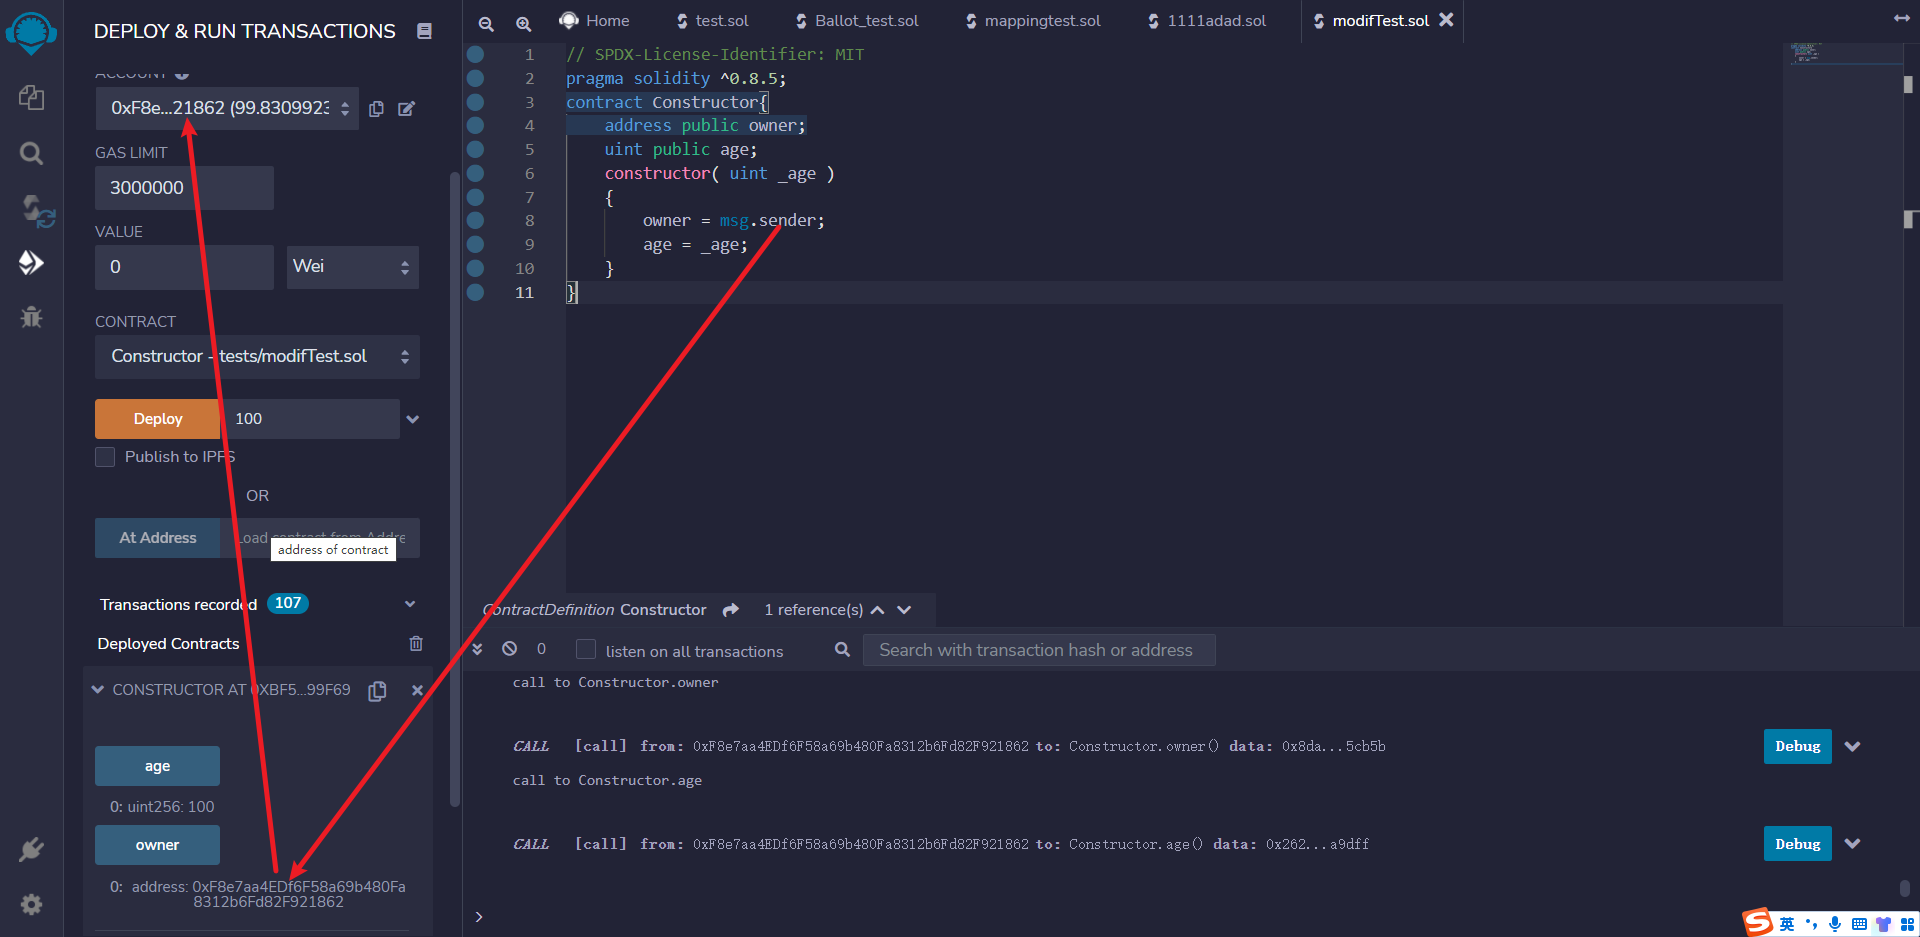 DEPLOY & RUN TRANSACTIONS
ACCOUNT
0xF8e...21862 (99.8309923
GAS LIMIT
3000000
VALUE
0
Wei
CONTRACT
Constructor - tests/modifTest.sol
Deploy
100
Publish to IPFS
OR
At Address
Load contract from Addre
address of contract
Transactions recorded 107
Deployed Contracts
CONSTRUCTOR AT 0XBF5...99F69
age
0: uint256: 100
owner
0: address: 0xF8e7aa4EDf6F58a69b480Fa
8312b6Fd82F921862
Home test.sol Ballot_test.sol mappingtest.sol 1111adad.sol modifTest.sol
1 // SPDX-License-Identifier: MIT
2 pragma solidity ^0.8.5;
3 contract Constructor{
4 address public owner;
5 uint public age;
6 constructor( uint _age )
7 {
8 owner = msg.sender;
9 age = _age;
10 }
11 }
ContractDefinition Constructor 1 reference(s)
0 listen on all transactions Search with transaction hash or address
call to Constructor.owner
CALL [call] from: 0xF8e7aa4EDf6F58a69b480Fa8312b6Fd82F921862 to: Constructor.owner() data: 0x8da...5cb5b Debug
call to Constructor.age
CALL [call] from: 0xF8e7aa4EDf6F58a69b480Fa8312b6Fd82F921862 to: Constructor.age() data: 0x262...a9dff Debug
>
S 英